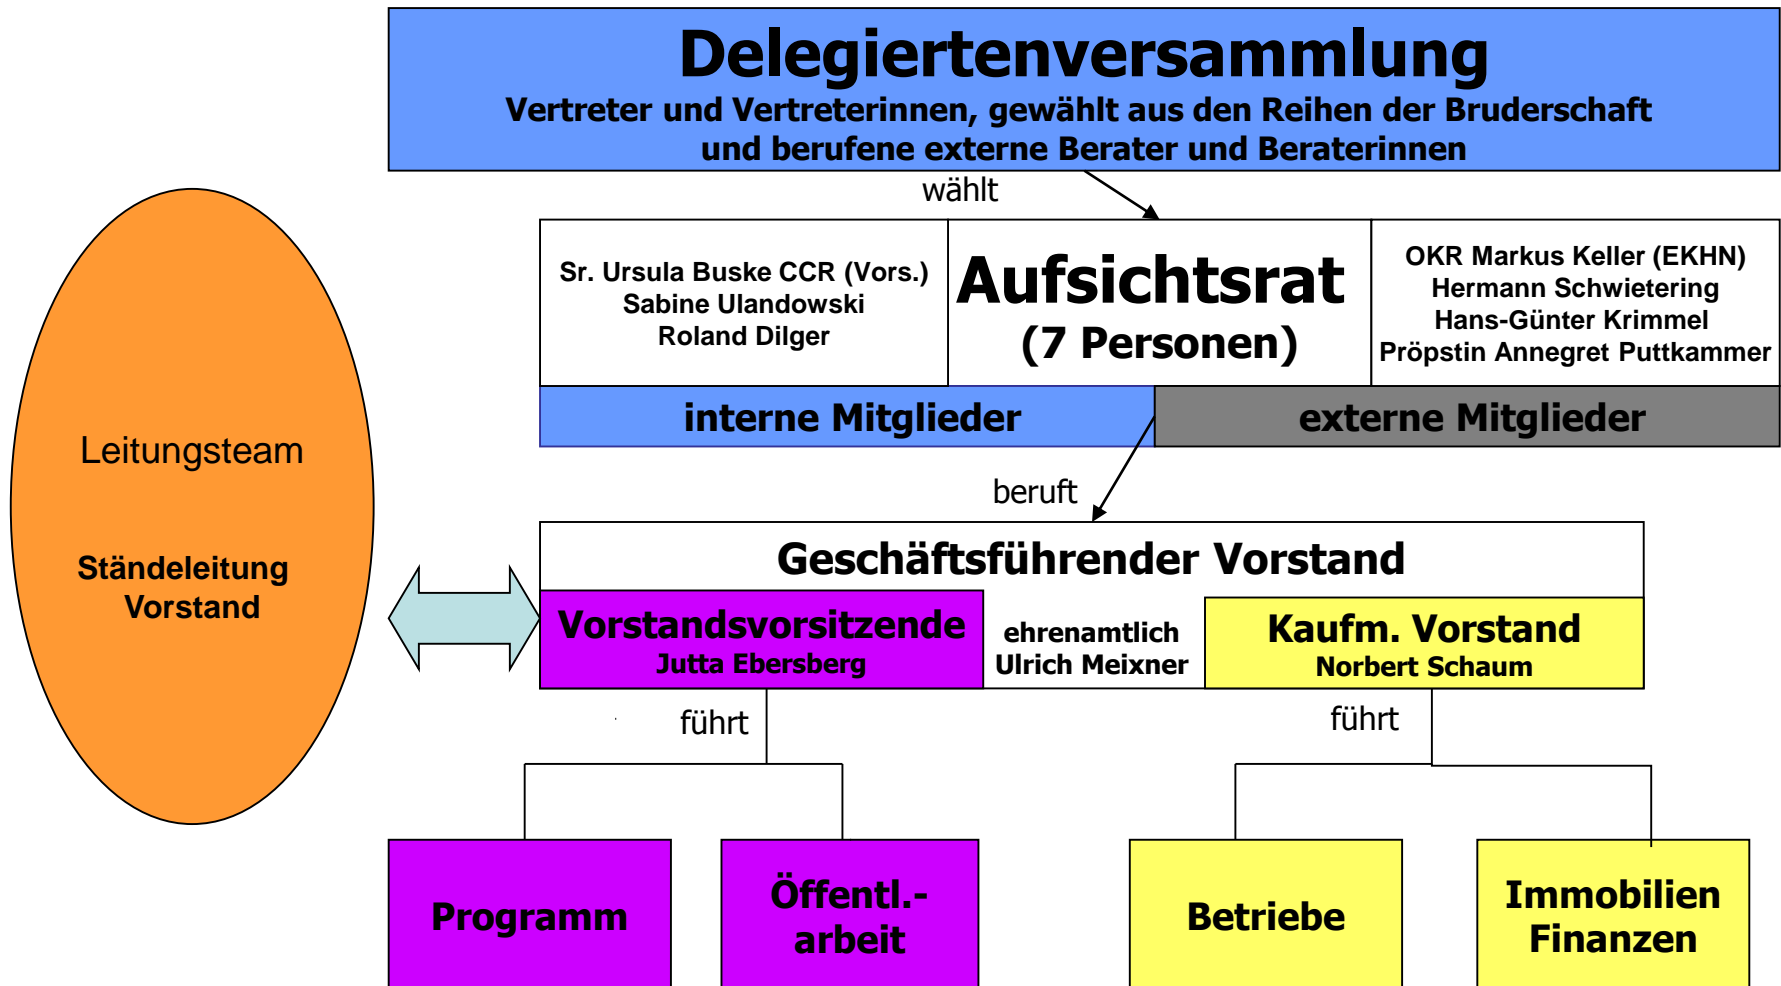 Delegiertenversammlung
Vertreter und Vertreterinnen, gewählt aus den Reihen der Bruderschaft
und berufene externe Berater und Beraterinnen
wählt
Sr. Ursula Buske CCR (Vors.)
Sabine Ulandowski
Roland Dilger
Aufsichtsrat
(7 Personen)
OKR Markus Keller (EKHN)
Hermann Schwietering
Hans-Günter Krimmel
Pröpstin Annegret Puttkammer
interne Mitglieder
externe Mitglieder
Leitungsteam
Ständeleitung
Vorstand
beruft
Geschäftsführender Vorstand
Vorstandsvorsitzende
Jutta Ebersberg
ehrenamtlich
Ulrich Meixner
Kaufm. Vorstand
Norbert Schaum
führt
führt
Programm
Öffentl.-
arbeit
Betriebe
Immobilien
Finanzen